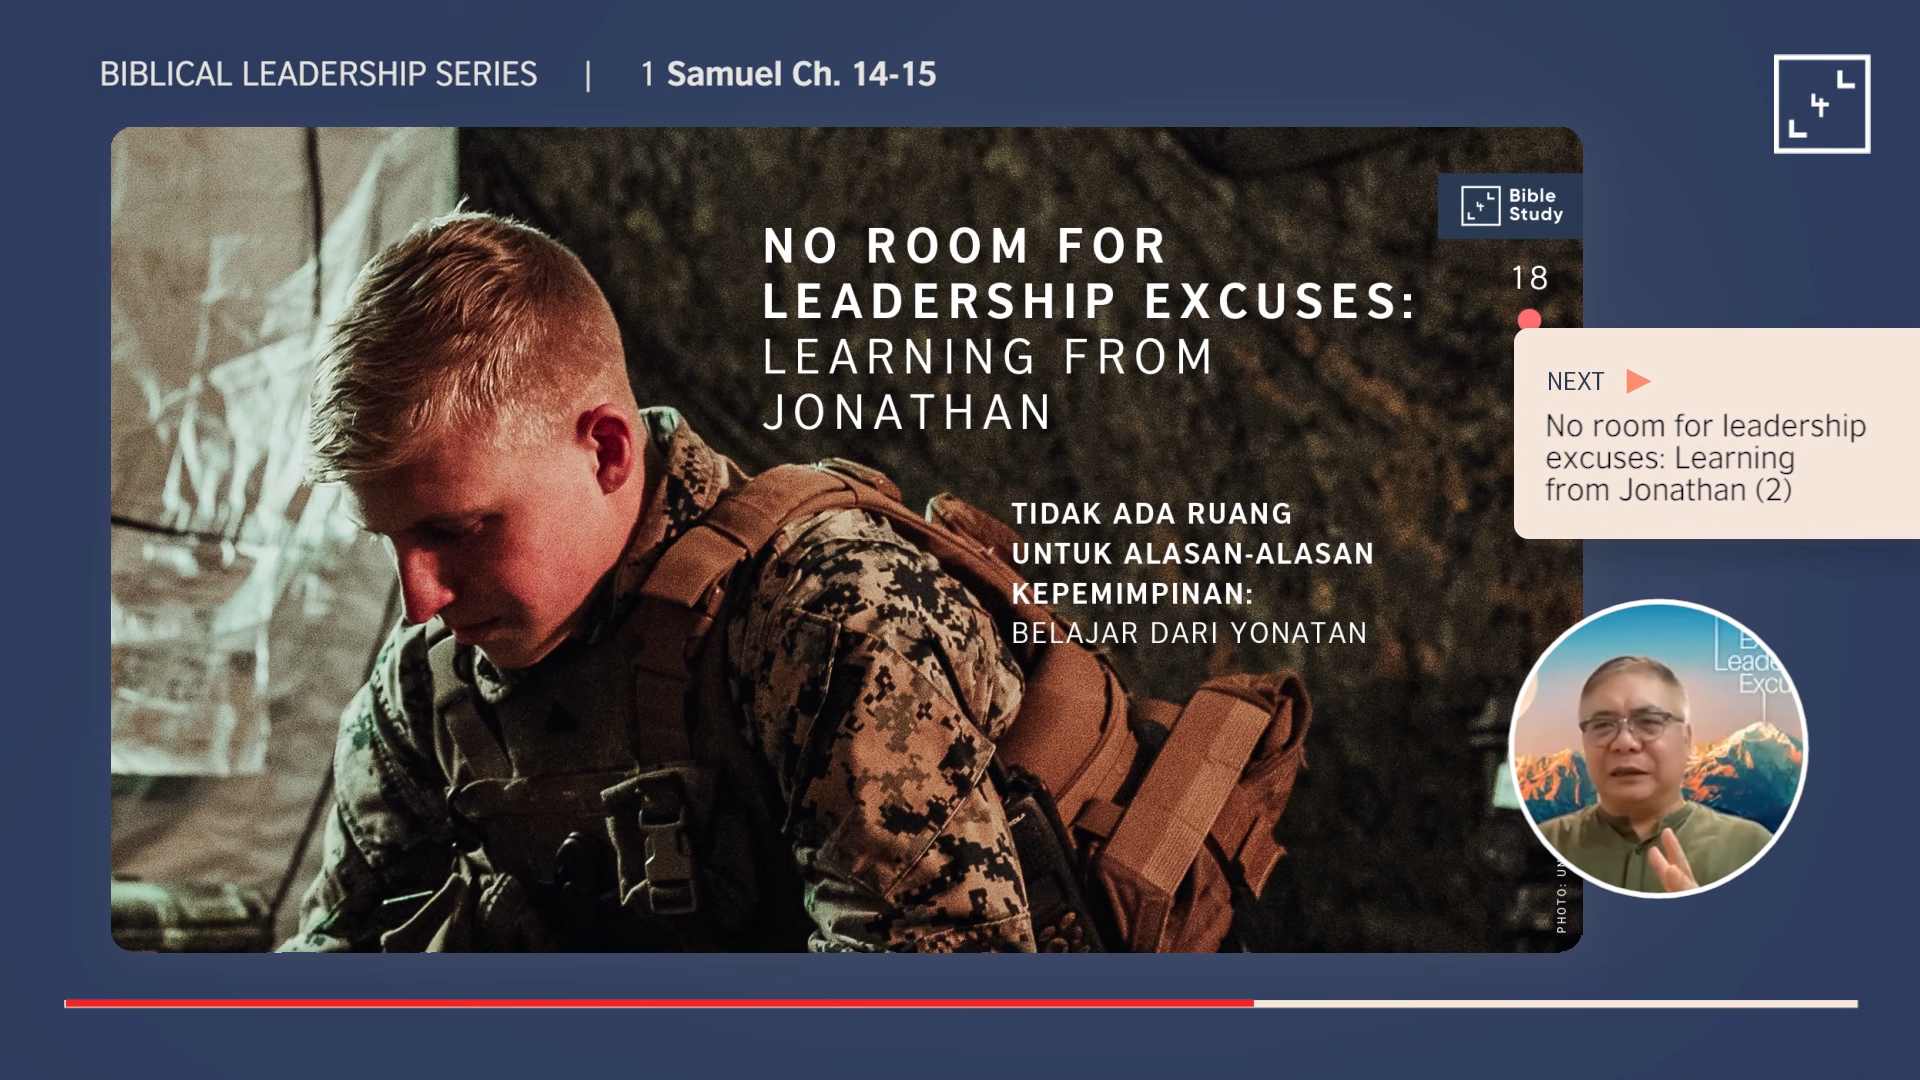 BIBLICAL LEADERSHIP SERIES | 1 Samuel Ch. 14-15
Bible
Study
18
NO ROOM FOR
LEADERSHIP EXCUSES:
LEARNING FROM
JONATHAN
TIDAK ADA RUANG
UNTUK ALASAN-ALASAN
KEPEMIMPINAN:
BELAJAR DARI YONATAN
NEXT
No room for leadership
excuses: Learning
from Jonathan (2)
PHOTO: